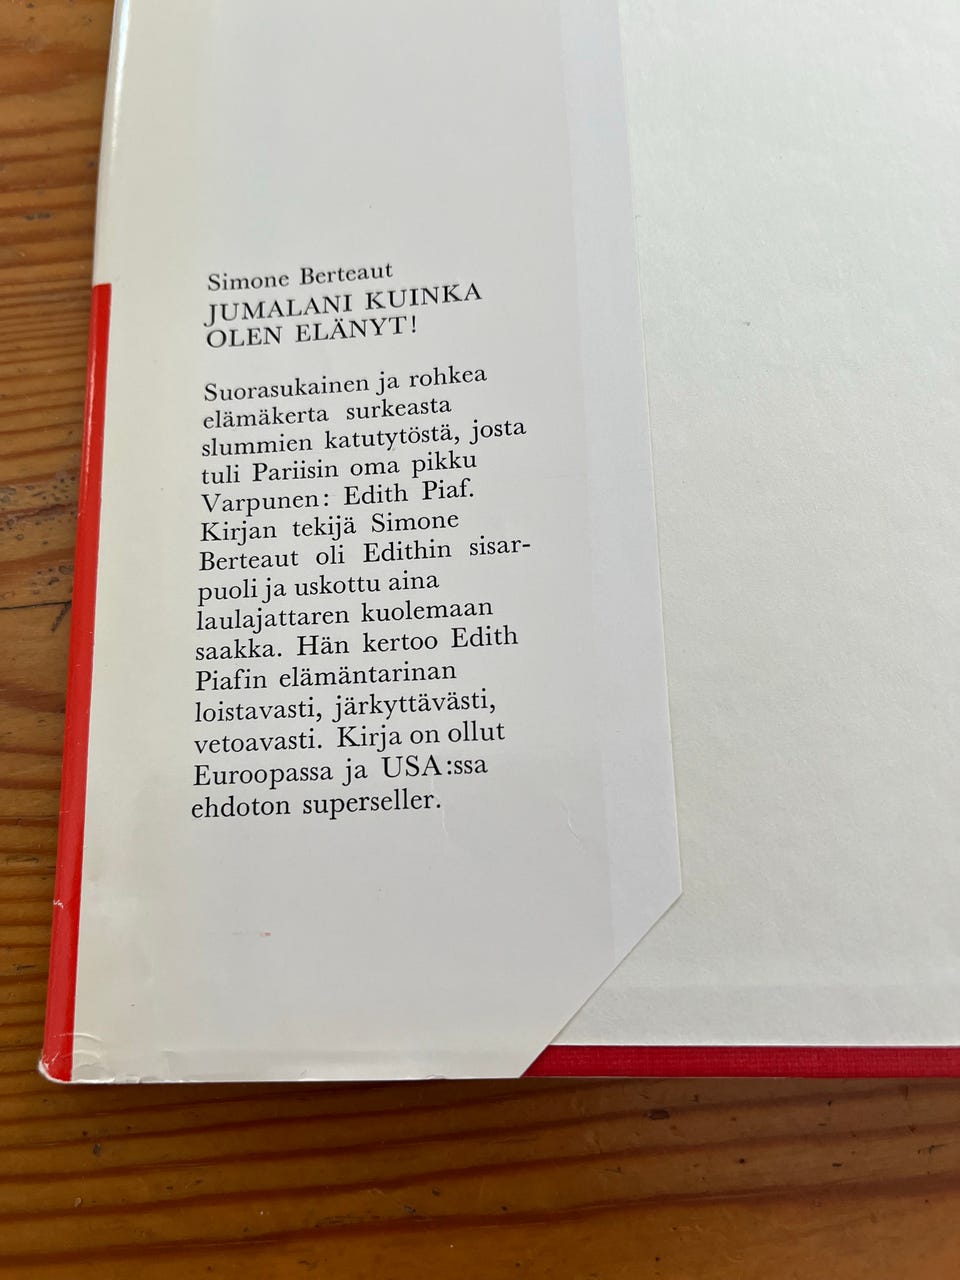 Simone Berteaut
JUMALANI KUINKA
OLEN ELÄNYT!
Suorasukainen ja rohkea
elämäkerta surkeasta
slummien katutytöstä, josta
tuli Pariisin oma pikku
Varpunen: Edith Piaf.
Kirjan tekijä Simone
Berteaut oli Edithin sisar-
puoli ja uskottu aina
laulajattaren kuolemaan
saakka. Hän kertoo Edith
Piafin elämäntarinan
loistavasti, järkyttävästi,
vetoavasti. Kirja on ollut
Euroopassa ja USA:ssa
ehdoton superseller.